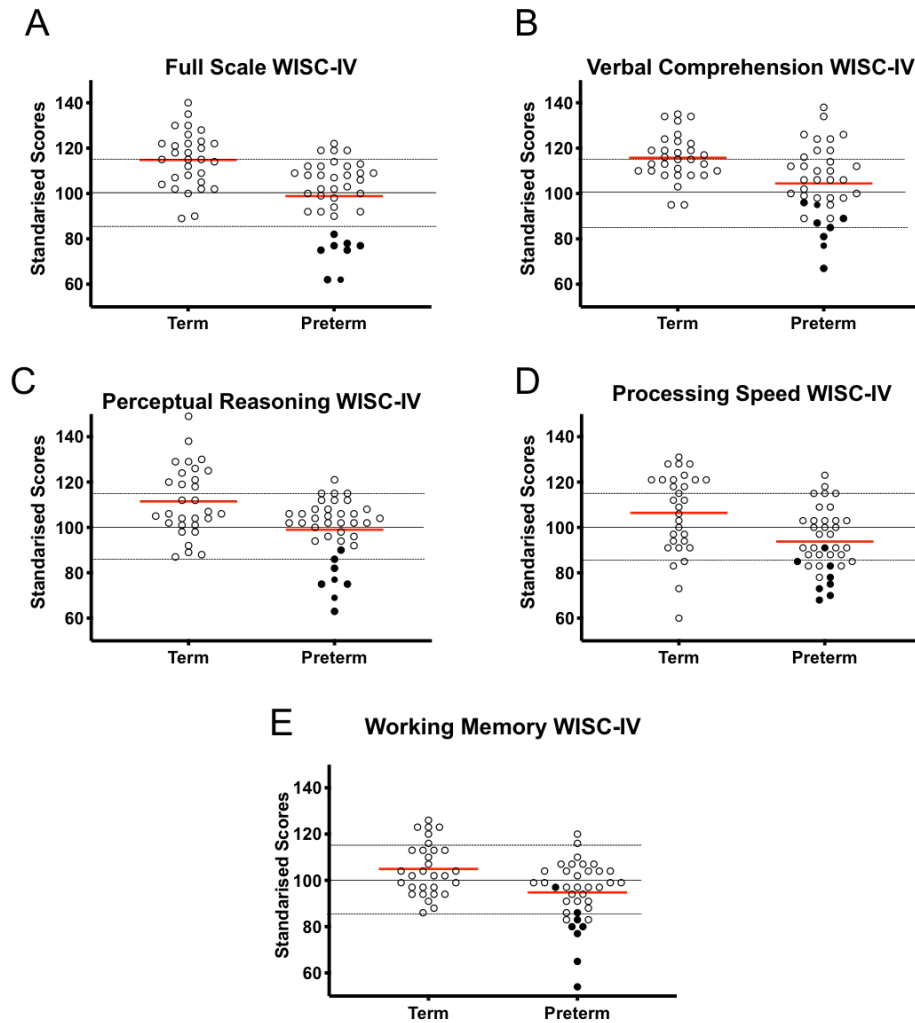 A
Full Scale WISC-IV
Standarised Scores
140
120
100
80
60
Term Preterm
B
Verbal Comprehension WISC-IV
Standarised Scores
140
120
100
80
60
Term Preterm
C
Perceptual Reasoning WISC-IV
Standarised Scores
140
120
100
80
60
Term Preterm
D
Processing Speed WISC-IV
Standarised Scores
140
120
100
80
60
Term Preterm
E
Working Memory WISC-IV
Standarised Scores
140
120
100
80
60
Term Preterm